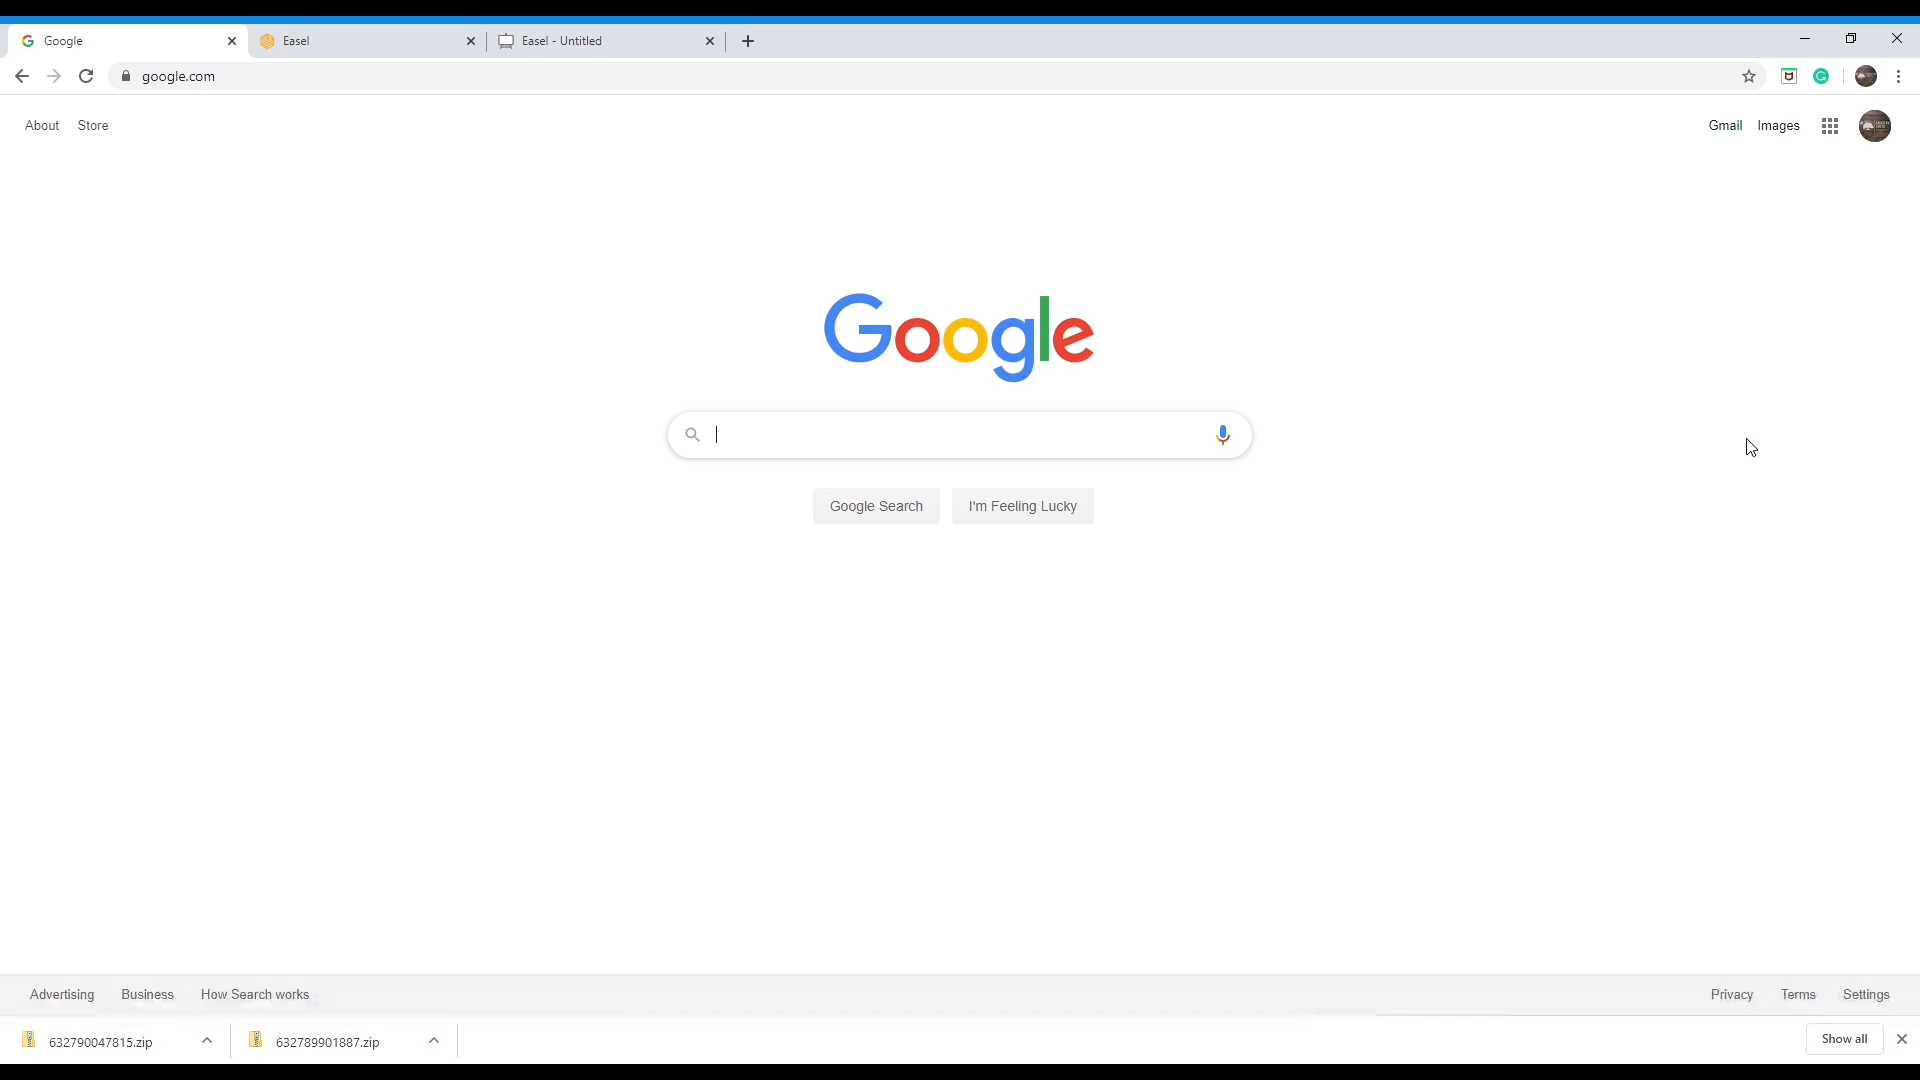 Google
Easel
Easel - Untitled
google.com
About Store
Gmail Images
Google
Google Search I'm Feeling Lucky
Advertising Business How Search works
Privacy Terms Settings
632790047815.zip
632789901887.zip
Show all